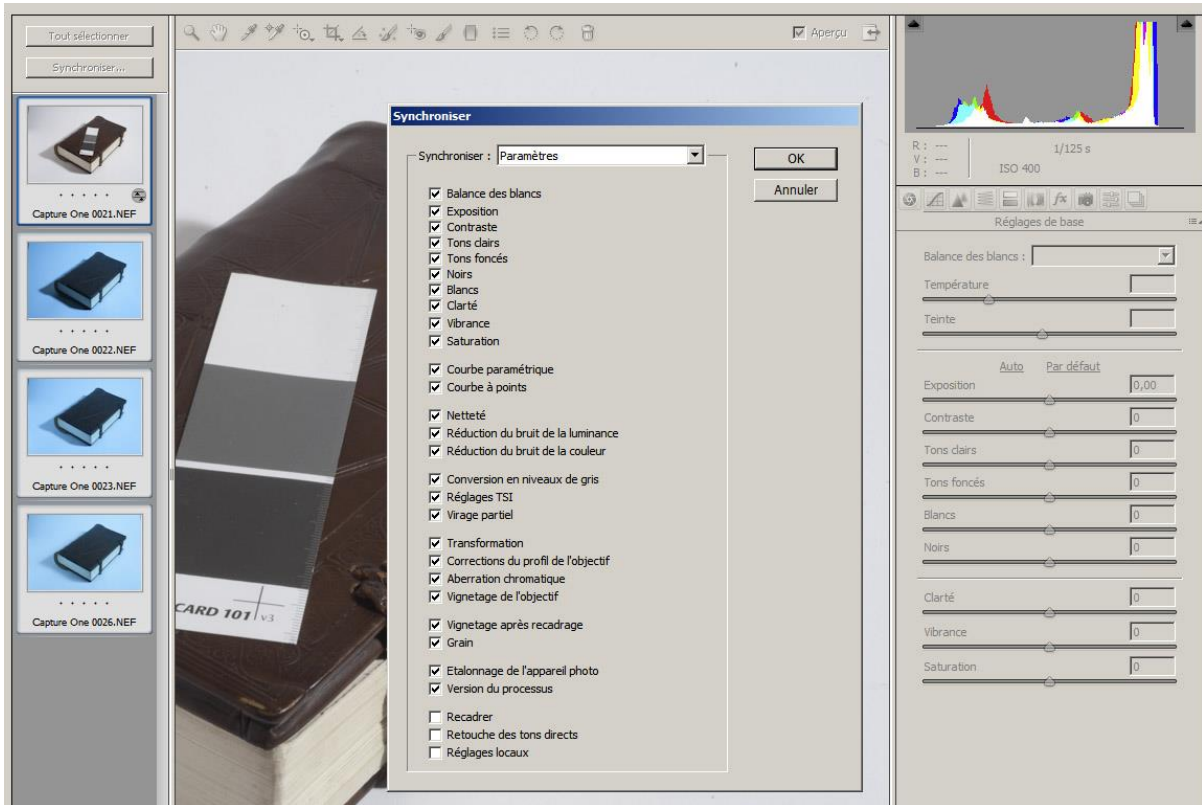 Tout sélectionner
Synchroniser...
Capture One 0021.NEF
Capture One 0022.NEF
Capture One 0023.NEF
Capture One 0026.NEF
Aperçu
CARD 101 v3
Synchroniser
Synchroniser : Paramètres
OK
Annuler
Balance des blancs
Exposition
Contraste
Tons clairs
Tons foncés
Noirs
Blancs
Clarté
Vibrance
Saturation
Courbe paramétrique
Courbe à points
Netteté
Réduction du bruit de la luminance
Réduction du bruit de la couleur
Conversion en niveaux de gris
Réglages TSI
Virage partiel
Transformation
Corrections du profil de l'objectif
Aberration chromatique
Vignetage de l'objectif
Vignetage après recadrage
Grain
Etalonnage de l'appareil photo
Version du processus
Recadrer
Retouche des tons directs
Réglages locaux
R : ---
V : ---
B : ---
1/125 s
ISO 400
fx
Réglages de base
Balance des blancs :
Température
Teinte
Auto Par défaut
Exposition 0,00
Contraste 0
Tons clairs 0
Tons foncés 0
Blancs 0
Noirs 0
Clarté 0
Vibrance 0
Saturation 0